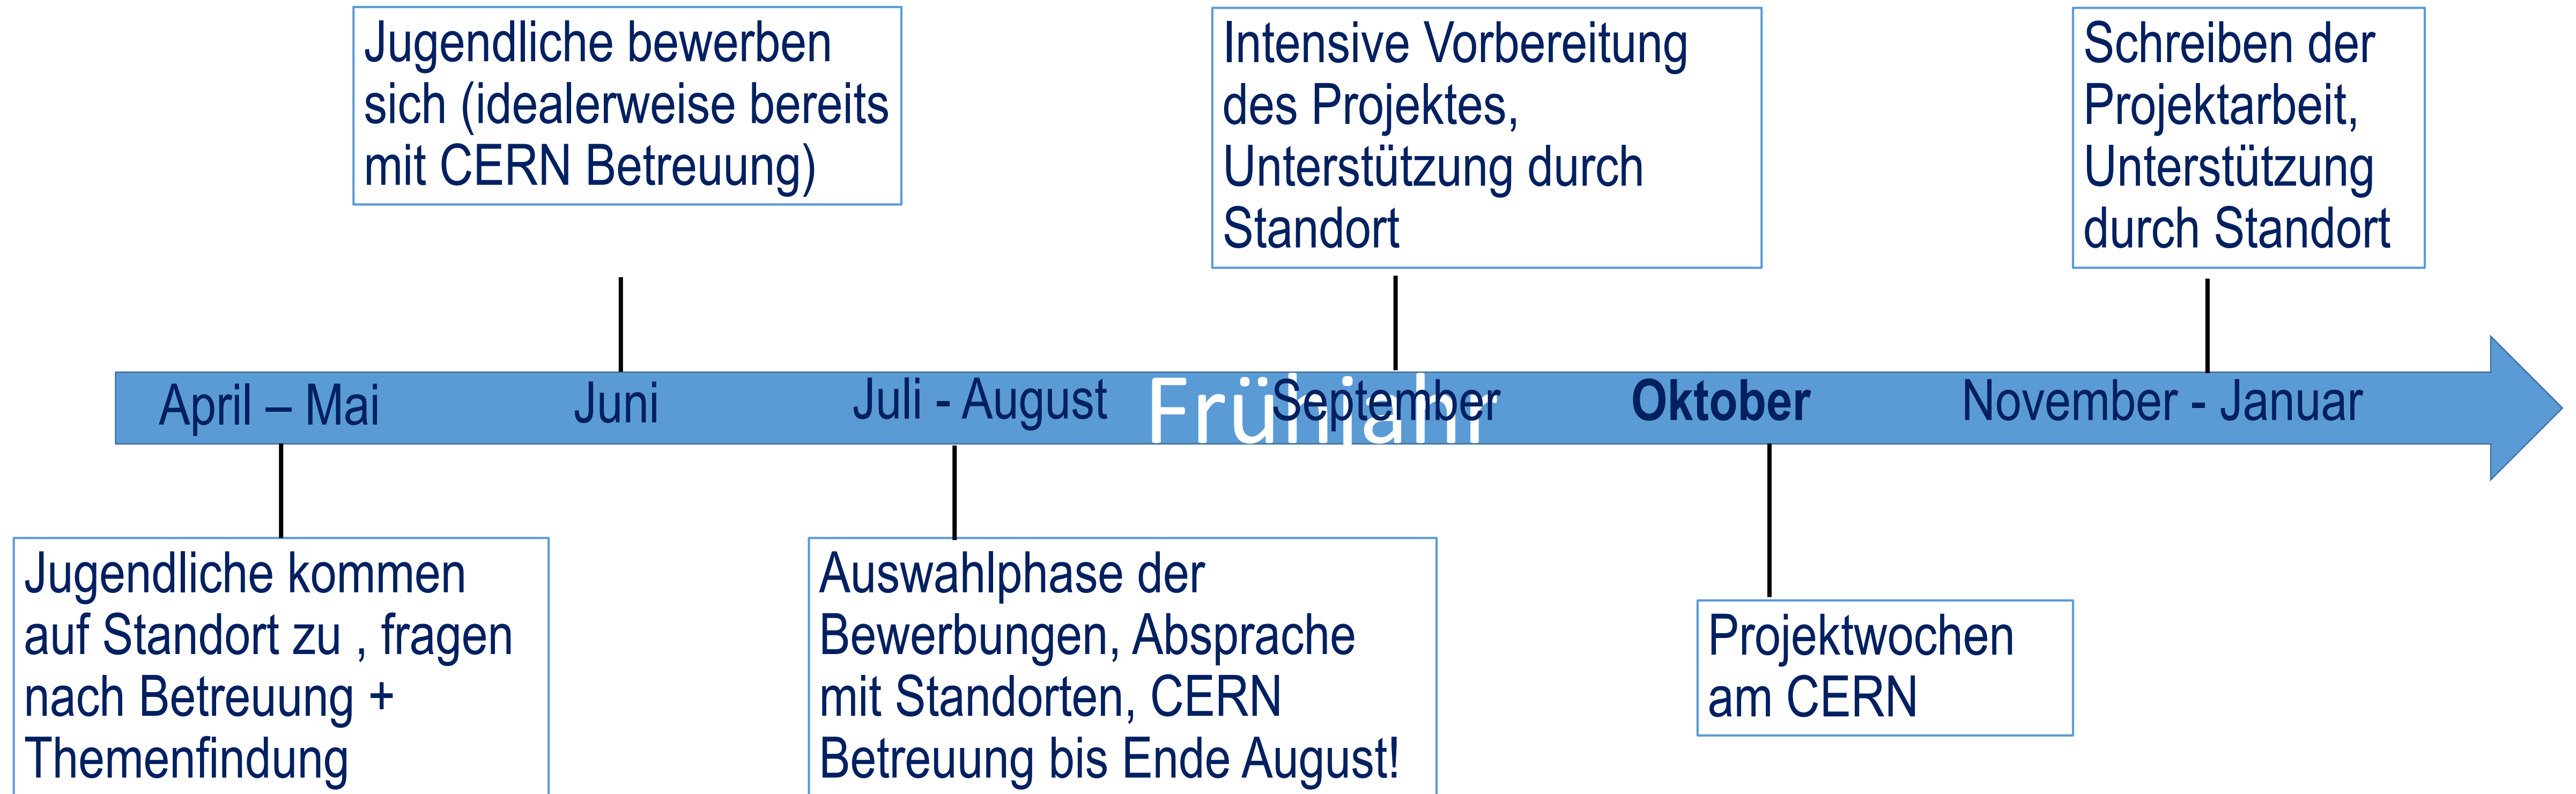 Jugendliche bewerben
sich (idealerweise bereits
mit CERN Betreuung)
Intensive Vorbereitung
des Projektes,
Unterstützung durch
Standort
Schreiben der
Projektarbeit,
Unterstützung
durch Standort
April – Mai
Juni
Juli - August
Frühjahr
September
Oktober
November - Januar
Jugendliche kommen
auf Standort zu , fragen
nach Betreuung +
Themenfindung
Auswahlphase der
Bewerbungen, Absprache
mit Standorten, CERN
Betreuung bis Ende August!
Projektwochen
am CERN